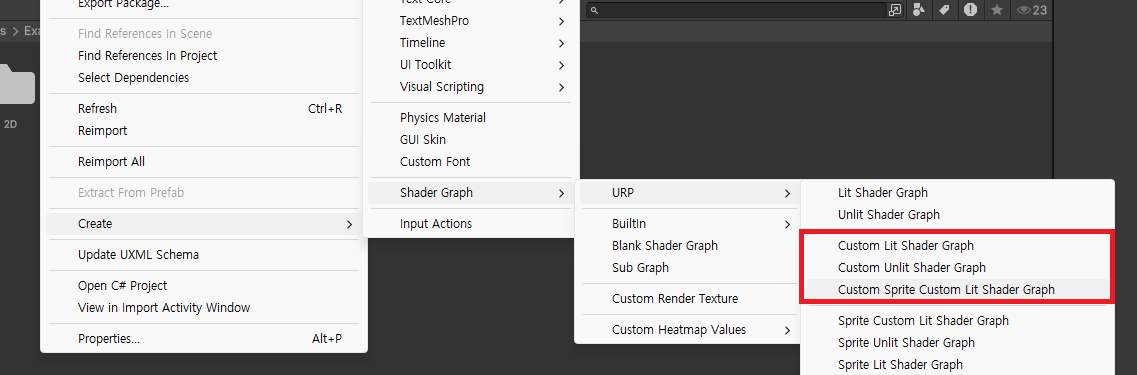 Export Package...
Find References In Scene
Find References In Project
Select Dependencies
Refresh Ctrl+R
Reimport
Reimport All
Extract From Prefab
Create
Update UXML Schema
Open C# Project
View in Import Activity Window
Properties... Alt+P
2D
Text Core
TextMeshPro
Timeline
UI Toolkit
Visual Scripting
Physics Material
GUI Skin
Custom Font
Shader Graph
Input Actions
URP
BuiltIn
Blank Shader Graph
Sub Graph
Custom Render Texture
Custom Heatmap Values
Lit Shader Graph
Unlit Shader Graph
Custom Lit Shader Graph
Custom Unlit Shader Graph
Custom Sprite Custom Lit Shader Graph
Sprite Custom Lit Shader Graph
Sprite Unlit Shader Graph
Sprite Lit Shader Graph
23